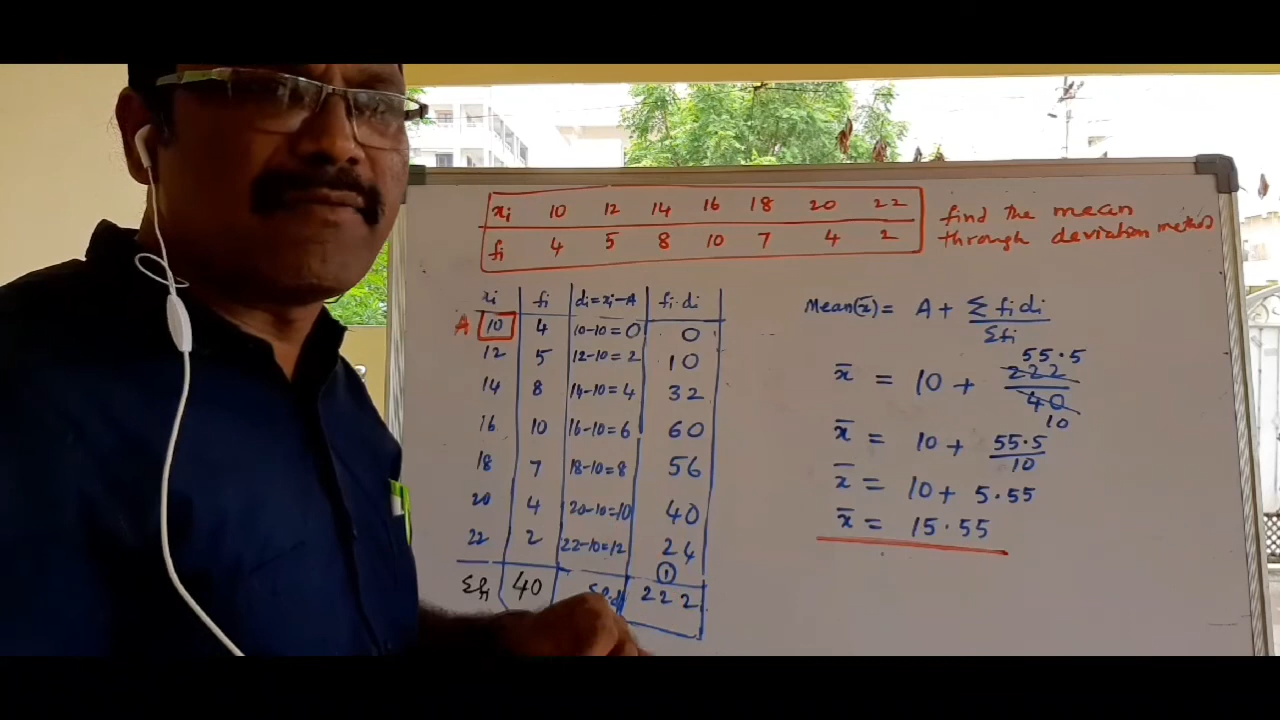 xi 10 12 14 16 18 20 22
fi 4 5 8 10 7 4 2
find the mean
through deviation method
xi fi di=xi-A fi.di
A 10 4 10-10=0 0
12 5 12-10=2 10
14 8 14-10=4 32
16 10 16-10=6 60
18 7 18-10=8 56
20 4 20-10=10 40
22 2 22-10=12 24
1
Σfi 40 222
Mean(x̄)= A + Σfidi/Σfi
55.5
x̄ = 10 + 222/40
10
x̄ = 10 + 55.5/10
x̄ = 10 + 5.55
x̄ = 15.55